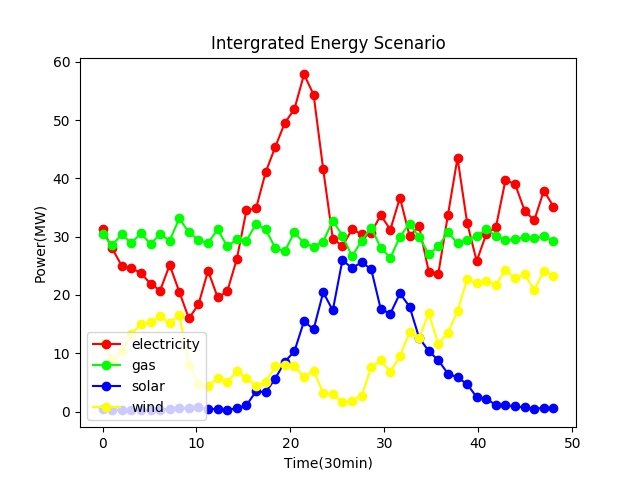 Intergrated Energy Scenario
Power(MW)
60
50
40
30
20
10
0
electricity
gas
solar
wind
0 10 20 30 40 50
Time(30min)